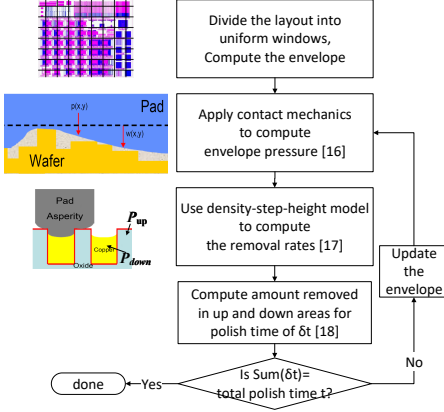 Divide the layout into
uniform windows,
Compute the envelope
p(x,y)
Pad
w(x,y)
Wafer
Apply contact mechanics
to compute
envelope pressure [16]
Pad
Asperity
P_up
Copper
P_down
Oxide
Use density-step-height model
to compute
the removal rates [17]
Update
the
envelope
Compute amount removed
in up and down areas for
polish time of δt [18]
No
Is Sum(δt)=
total polish time t?
Yes
done